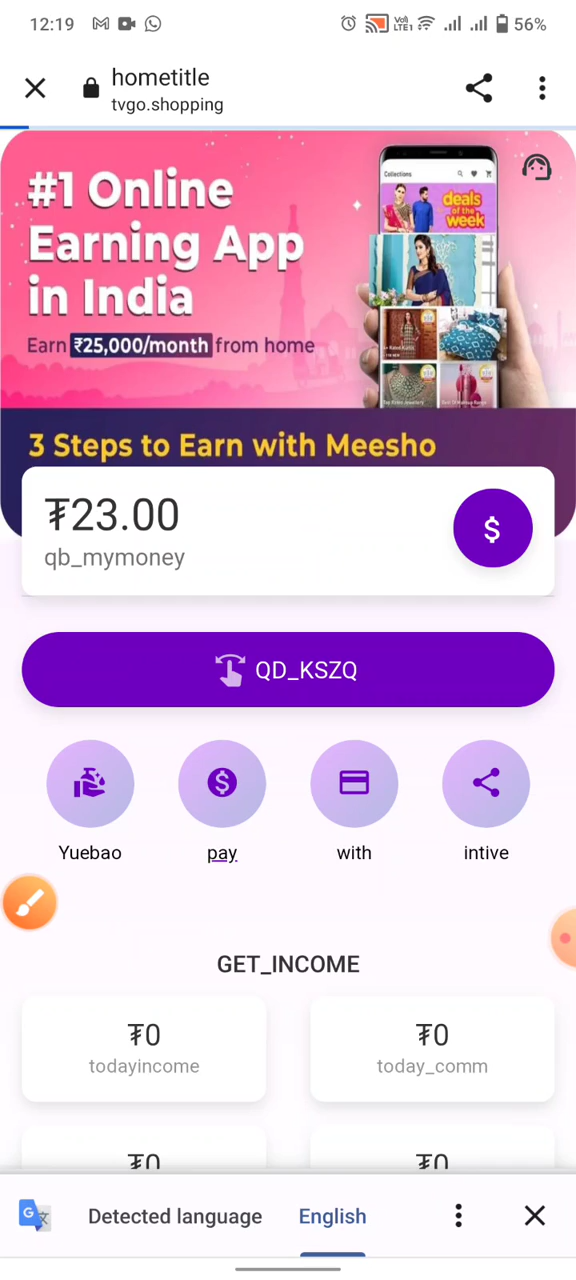 12:19
Vol LTE1
56%
hometitle
tvgo.shopping
#1 Online
Earning App
in India
Earn ₹25,000/month from home
Collections
deals
of the
week
3 Steps to Earn with Meesho
₮23.00
qb_mymoney
$
QD_KSZQ
Yuebao
pay
with
intive
GET_INCOME
₮0
₮0
todayincome
today_comm
₮0
₮0
Detected language
English